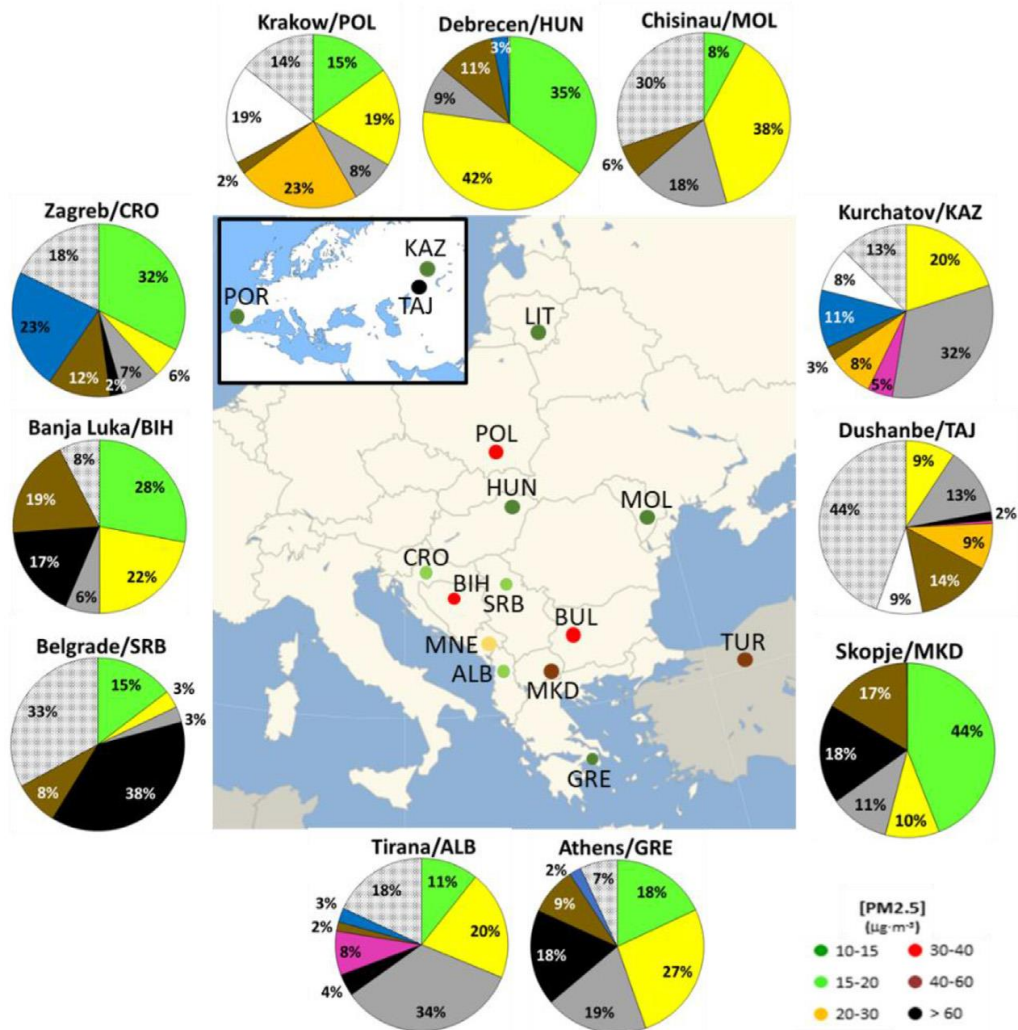 Krakow/POL
14%
15%
19%
19%
2%
23%
8%
Debrecen/HUN
3%
11%
9%
35%
42%
Chisinau/MOL
8%
30%
38%
6%
18%
Zagreb/CRO
18%
32%
23%
12%
2%
7%
6%
KAZ
POR
TAJ
LIT
POL
HUN
MOL
CRO
BIH
SRB
BUL
MNE
ALB
MKD
TUR
GRE
Kurchatov/KAZ
13%
20%
8%
11%
3%
8%
5%
32%
Banja Luka/BIH
8%
28%
19%
17%
6%
22%
Dushanbe/TAJ
9%
44%
13%
2%
9%
14%
9%
Belgrade/SRB
15%
3%
3%
33%
8%
38%
Skopje/MKD
17%
44%
18%
11%
10%
Tirana/ALB
18%
11%
3%
2%
8%
4%
20%
34%
Athens/GRE
2%
7%
18%
9%
18%
27%
19%
[PM2.5]
(µg·m⁻³)
10-15
30-40
15-20
40-60
20-30
> 60